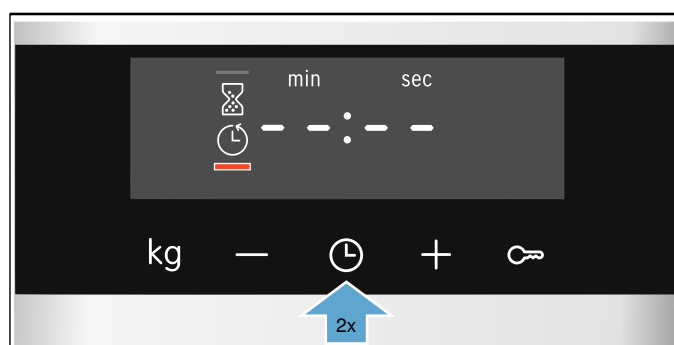 min sec
– –:– –
kg – +
2x